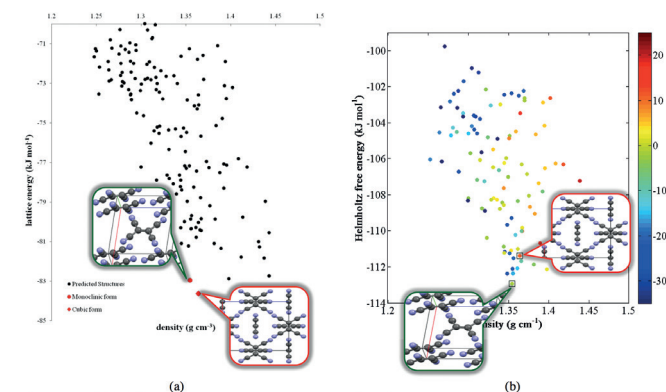 1.2 1.25 1.3 1.35 1.4 1.45 1.5
-71
-73
-75
-77
-79
-81
-83
-85
lattice energy (kJ mol⁻¹)
Predicted Structures
Monoclinic form
Cubic form
density (g cm⁻³)
(a)
-100
-102
-104
-106
-108
-110
-112
-114
Helmholtz free energy (kJ mol¹)
1.2 1.25 1.3 1.35 1.4 1.45 1.5
(g cm⁻¹)
20
10
0
-10
-20
-30
(b)